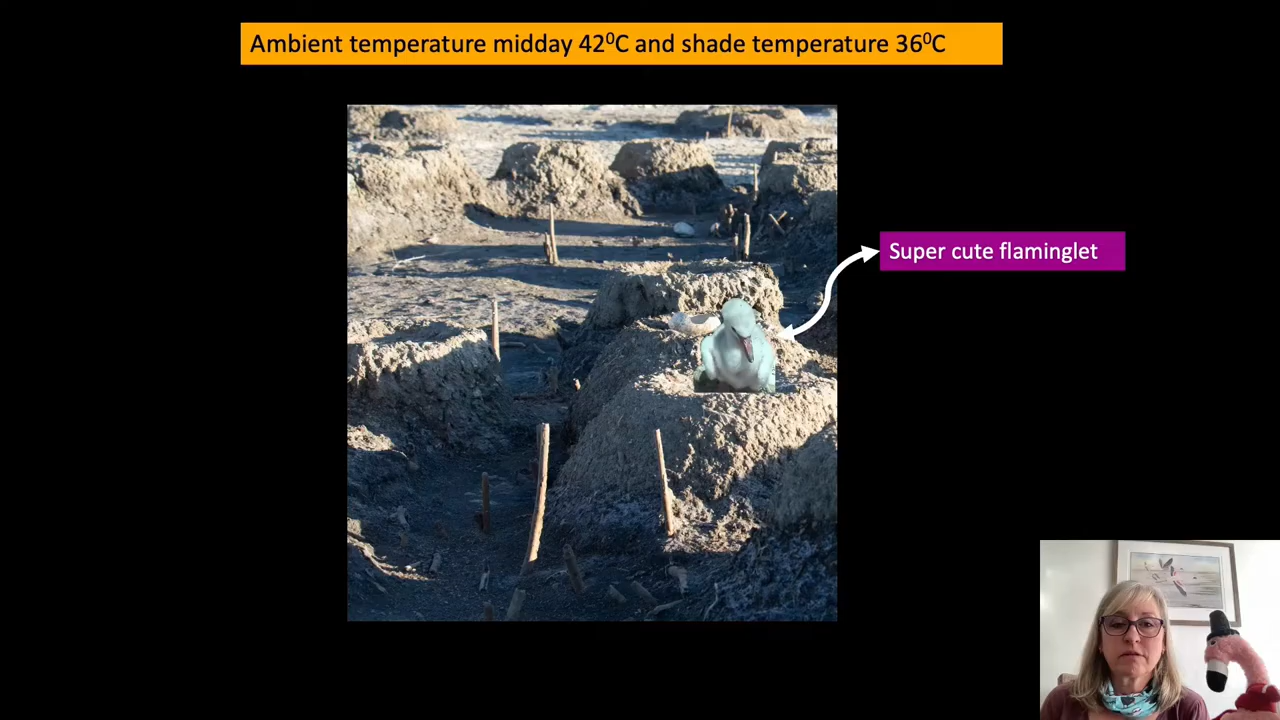 Ambient temperature midday 42⁰C and shade temperature 36⁰C
Super cute flaminglet